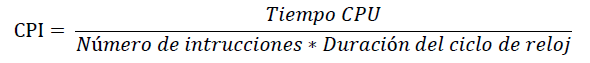 CPI = Tiempo CPU / Número de intrucciones * Duración del ciclo de reloj